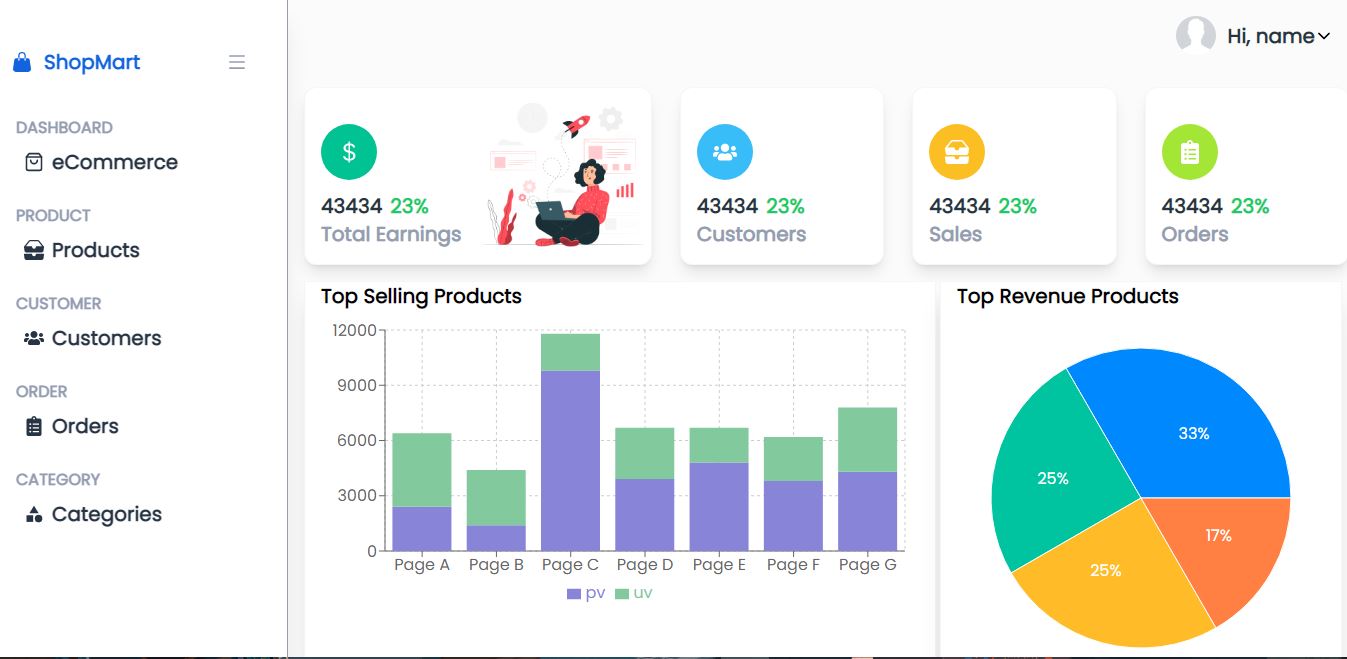 ShopMart
Hi, name
DASHBOARD
eCommerce
PRODUCT
Products
CUSTOMER
Customers
ORDER
Orders
CATEGORY
Categories
$
43434 23%
Total Earnings
43434 23%
Customers
43434 23%
Sales
43434 23%
Orders
Top Selling Products
12000
9000
6000
3000
0
Page A Page B Page C Page D Page E Page F Page G
pv uv
Top Revenue Products
33%
25%
17%
25%